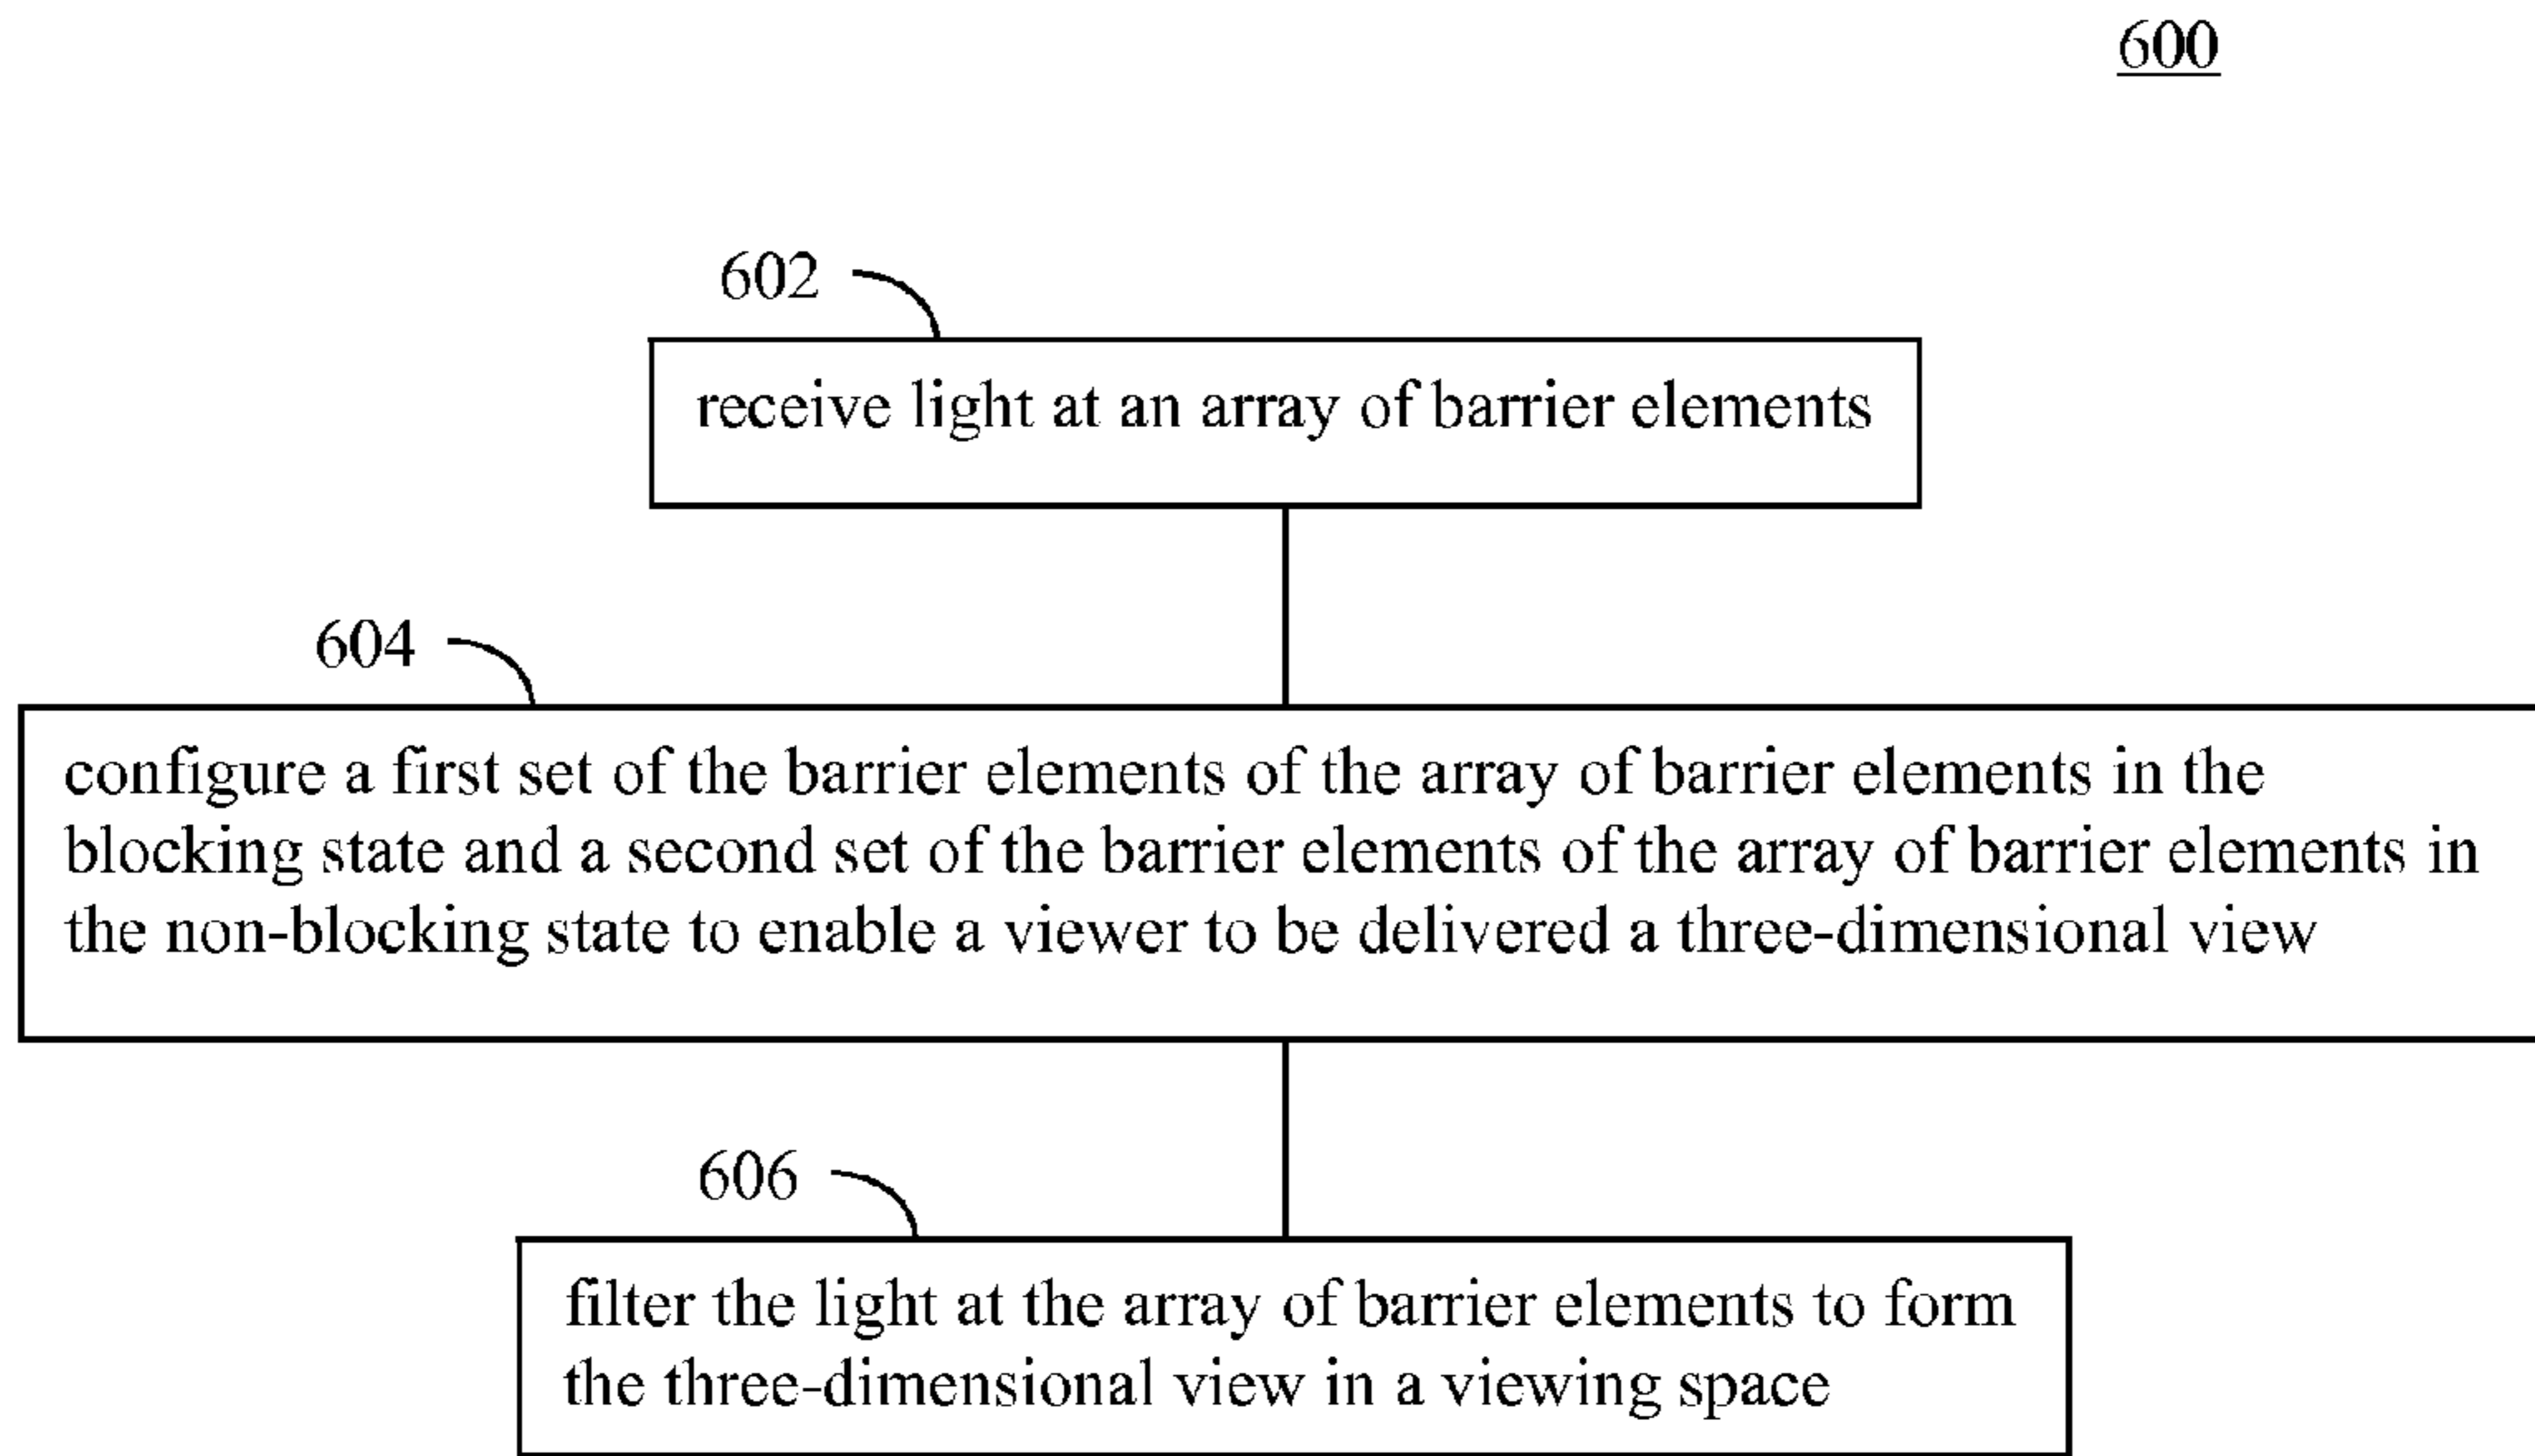 600
602
receive light at an array of barrier elements
604
configure a first set of the barrier elements of the array of barrier elements in the
blocking state and a second set of the barrier elements of the array of barrier elements in
the non-blocking state to enable a viewer to be delivered a three-dimensional view
606
filter the light at the array of barrier elements to form
the three-dimensional view in a viewing space